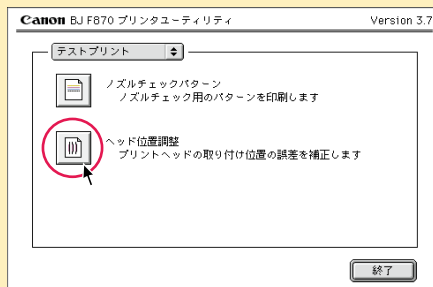 Canon BJ F870 プリンタユーティリティ Version 3.7
テストプリント
ノズルチェックパターン
ノズルチェック用のパターンを印刷します
ヘッド位置調整
プリントヘッドの取り付け位置の誤差を補正します
終了